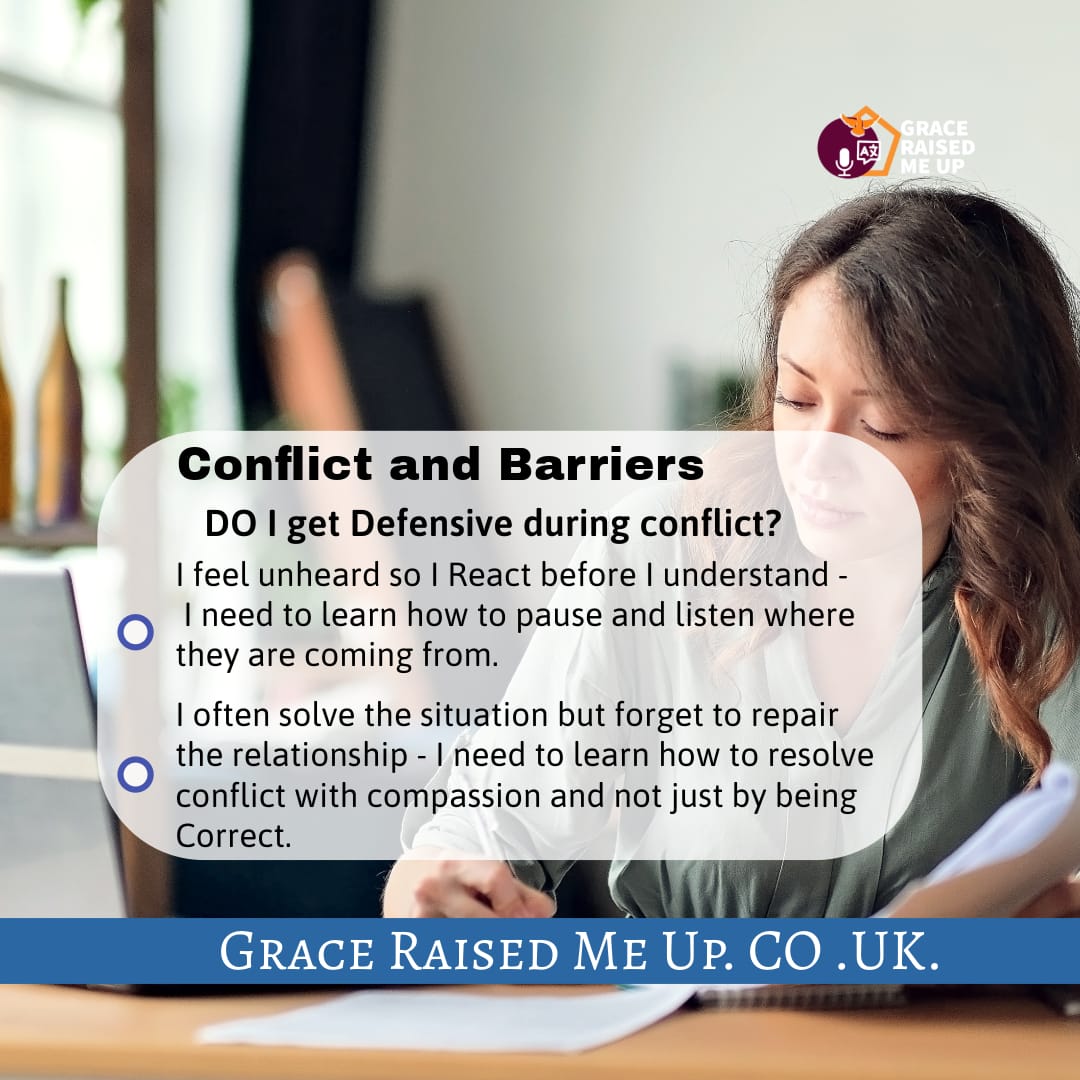 GRACE
RAISED
ME UP
A文
Conflict and Barriers
DO I get Defensive during conflict?
I feel unheard so I React before I understand -
I need to learn how to pause and listen where
they are coming from.
I often solve the situation but forget to repair
the relationship - I need to learn how to resolve
conflict with compassion and not just by being
Correct.
Grace Raised Me Up. CO .UK.